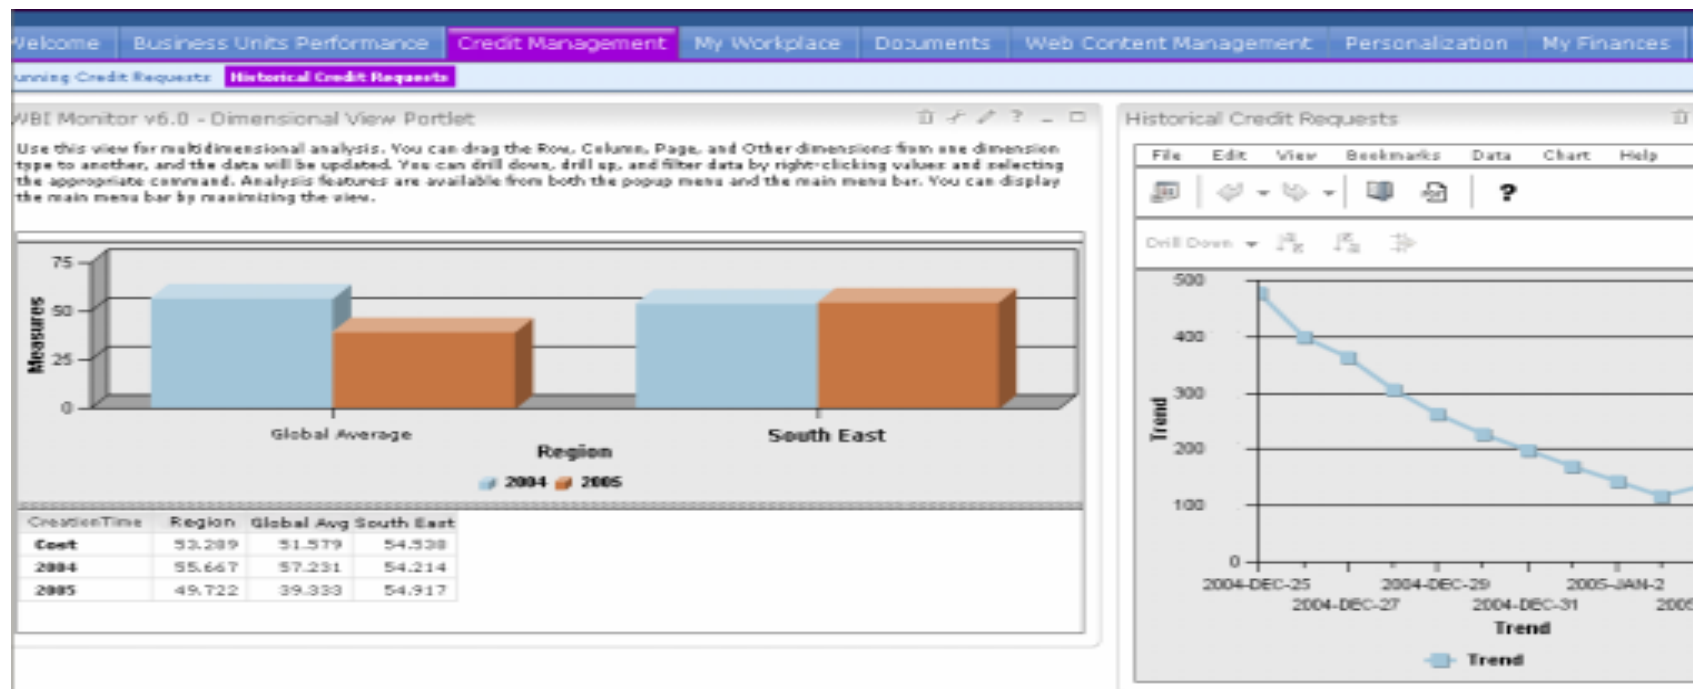 Welcome Business Units Performance Credit Management My Workplace Documents Web Content Management Personalization My Finances
unning Credit Requests Historical Credit Requests
WBI Monitor v6.0 - Dimensional View Portlet
Use this view for multidimensional analysis. You can drag the Row, Column, Page, and Other dimensions from one dimension
type to another, and the data will be updated. You can drill down, drill up, and filter data by right-clicking values and selecting
the appropriate command. Analysis features are available from both the popup menu and the main menu bar. You can display
the main menu bar by maximizing the view.
75
50
25
0
Measures
Global Average South East
Region
2004 2005
CreationTime Region Global Avg South East
Cost 53.289 51.579 54.538
2004 55.667 57.231 54.214
2005 49.722 39.333 54.917
Historical Credit Requests
File Edit View Bookmarks Data Chart Help
?
Drill Down
500
400
300
200
100
0
Trend
2004-DEC-25 2004-DEC-29 2005-JAN-2
2004-DEC-27 2004-DEC-31 2005
Trend
Trend